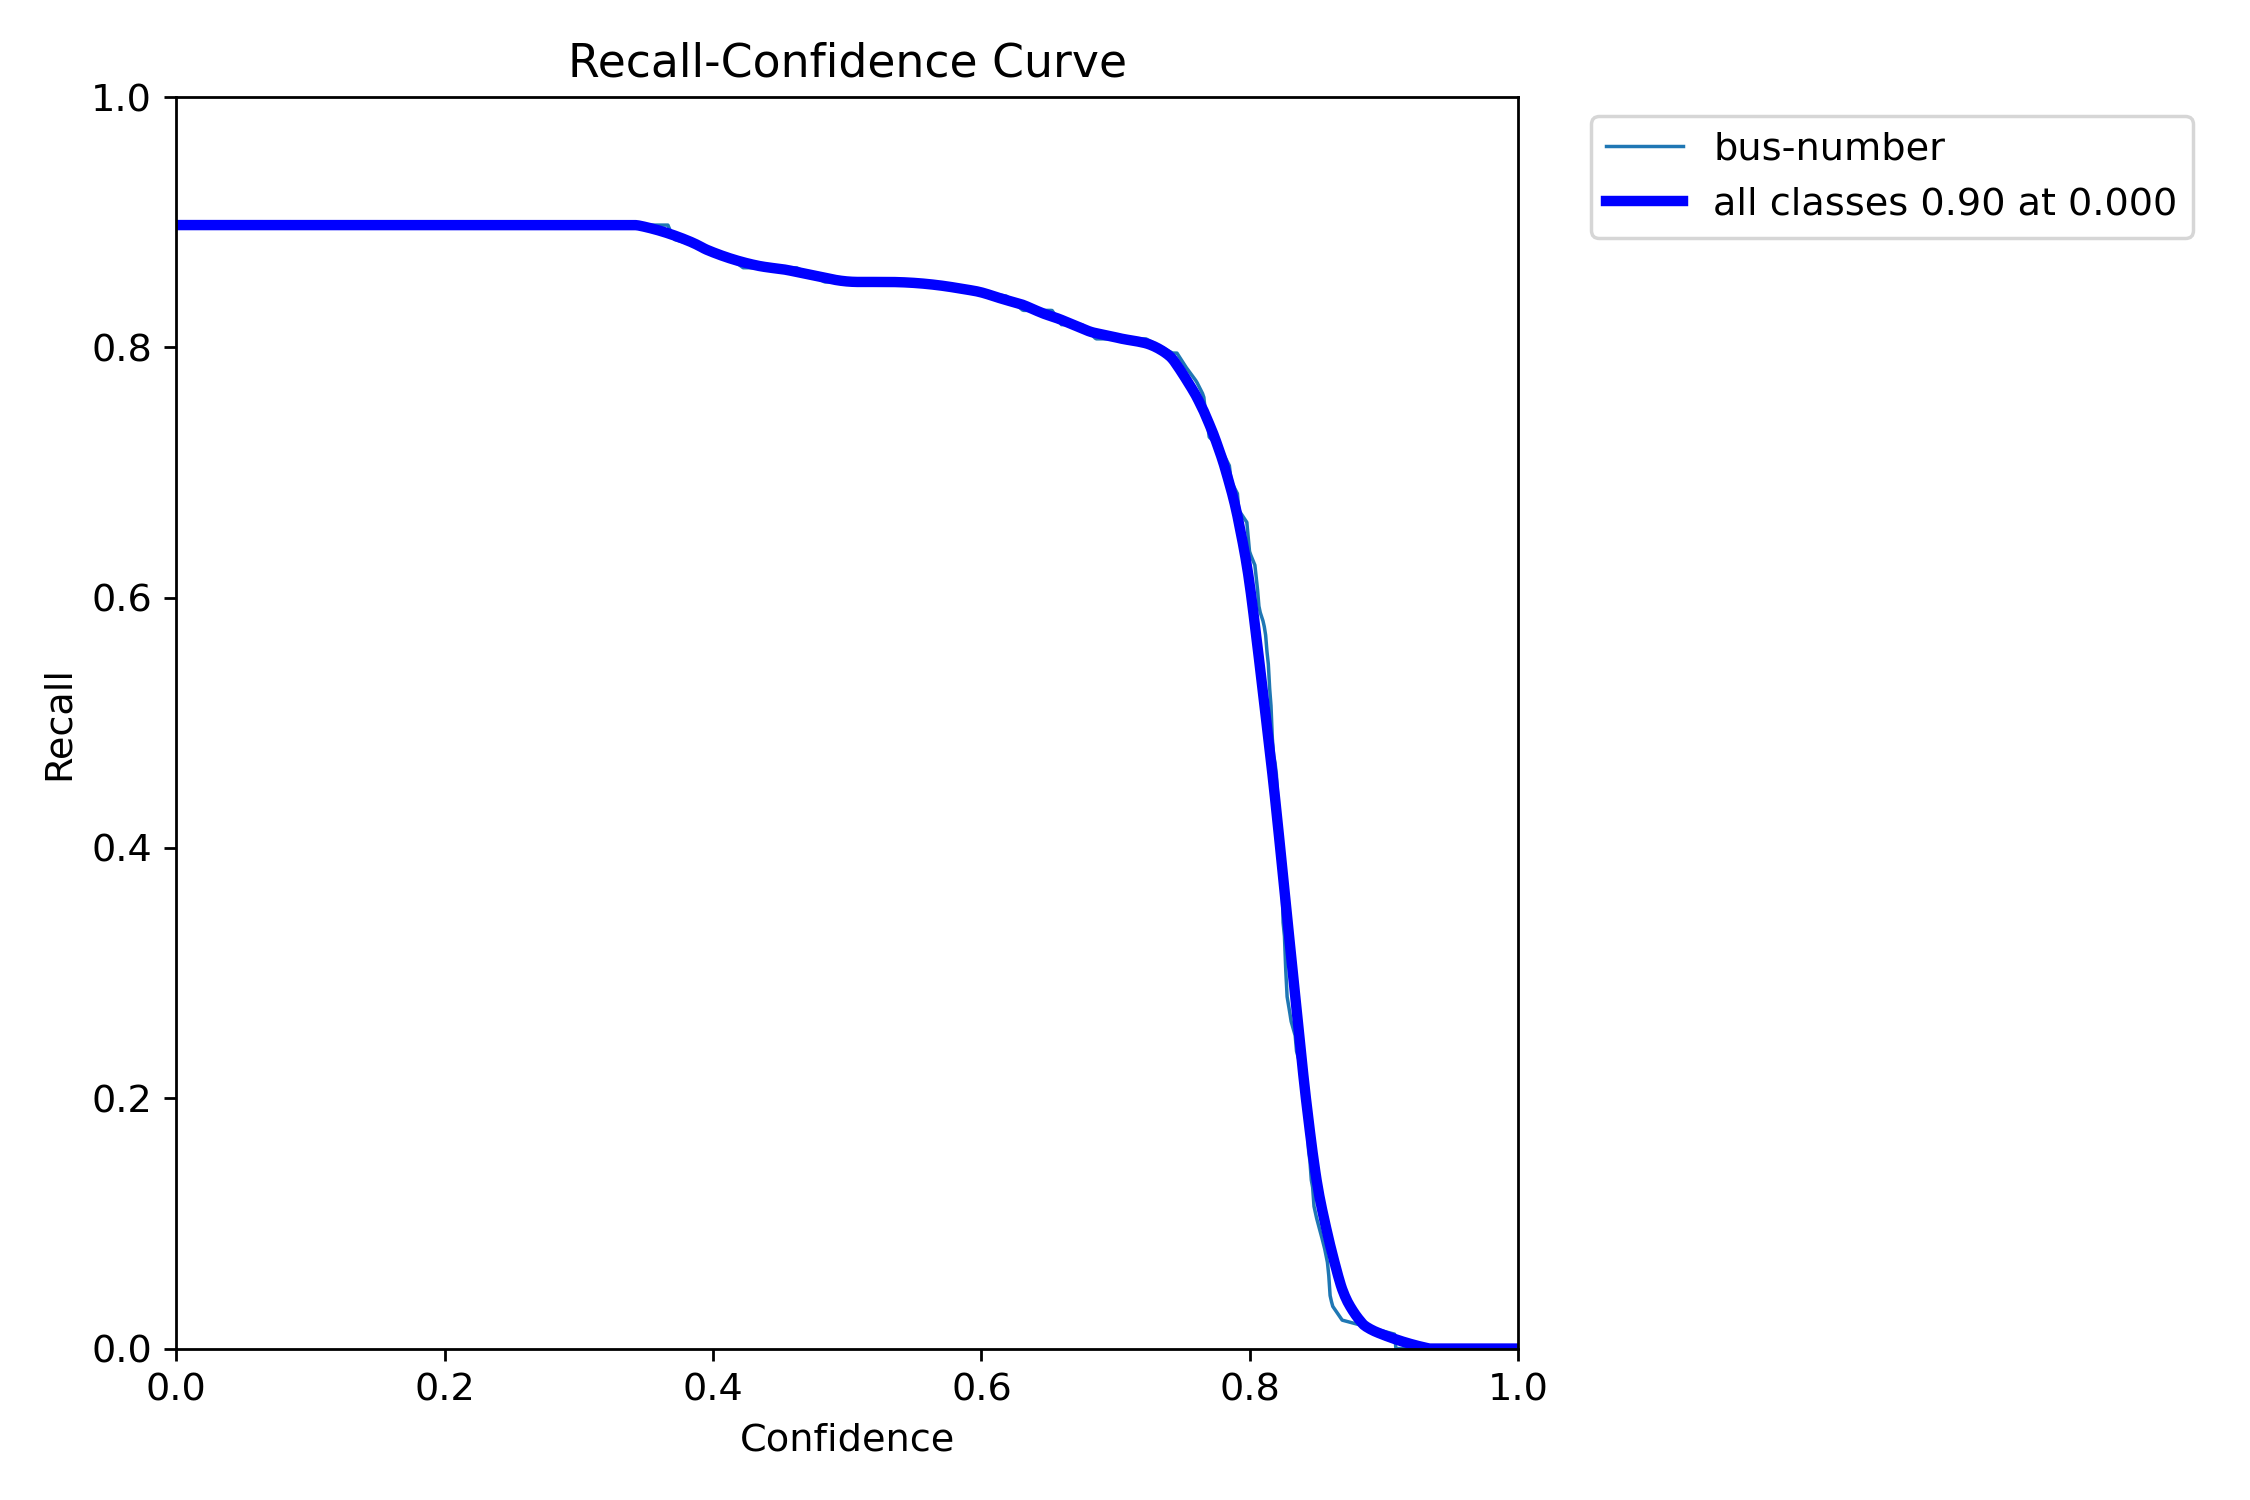 Recall-Confidence Curve
1.0
0.8
0.6
0.4
0.2
0.0
Recall
0.0 0.2 0.4 0.6 0.8 1.0
Confidence
bus-number
all classes 0.90 at 0.000